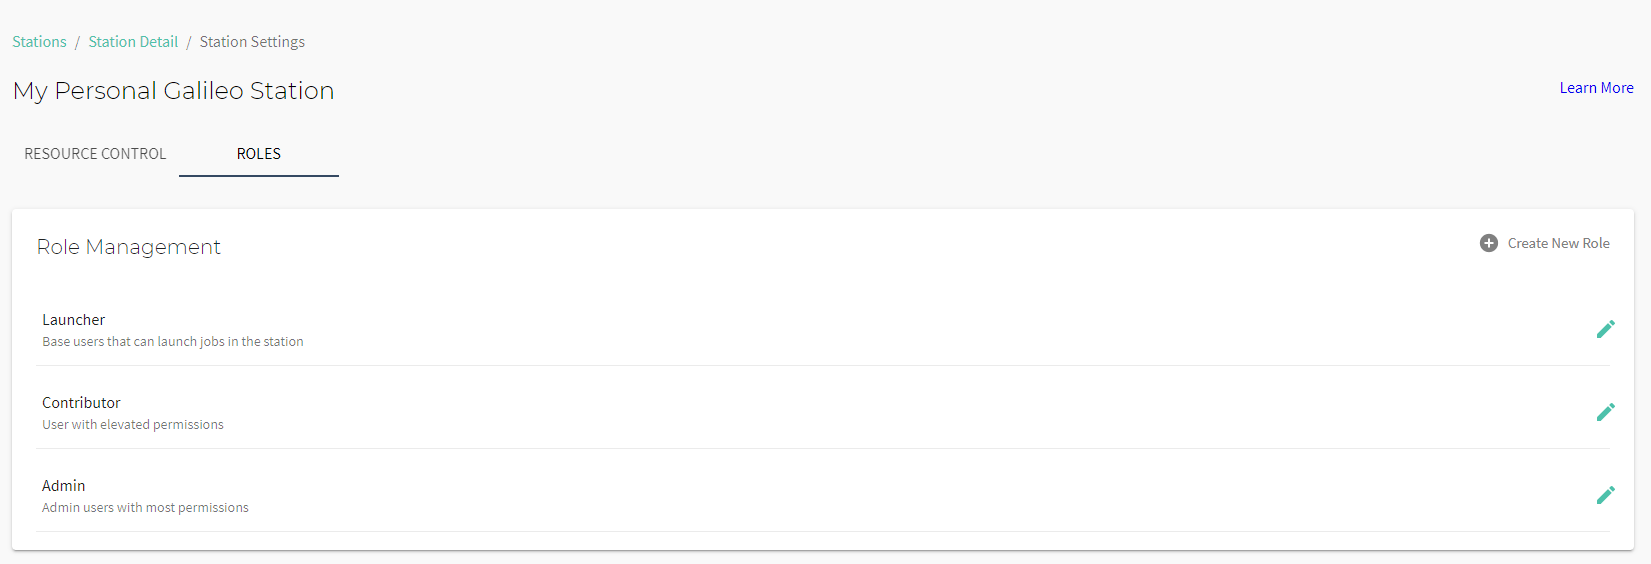 Stations / Station Detail / Station Settings
My Personal Galileo Station
Learn More
RESOURCE CONTROL ROLES
Role Management
Create New Role
Launcher
Base users that can launch jobs in the station
Contributor
User with elevated permissions
Admin
Admin users with most permissions